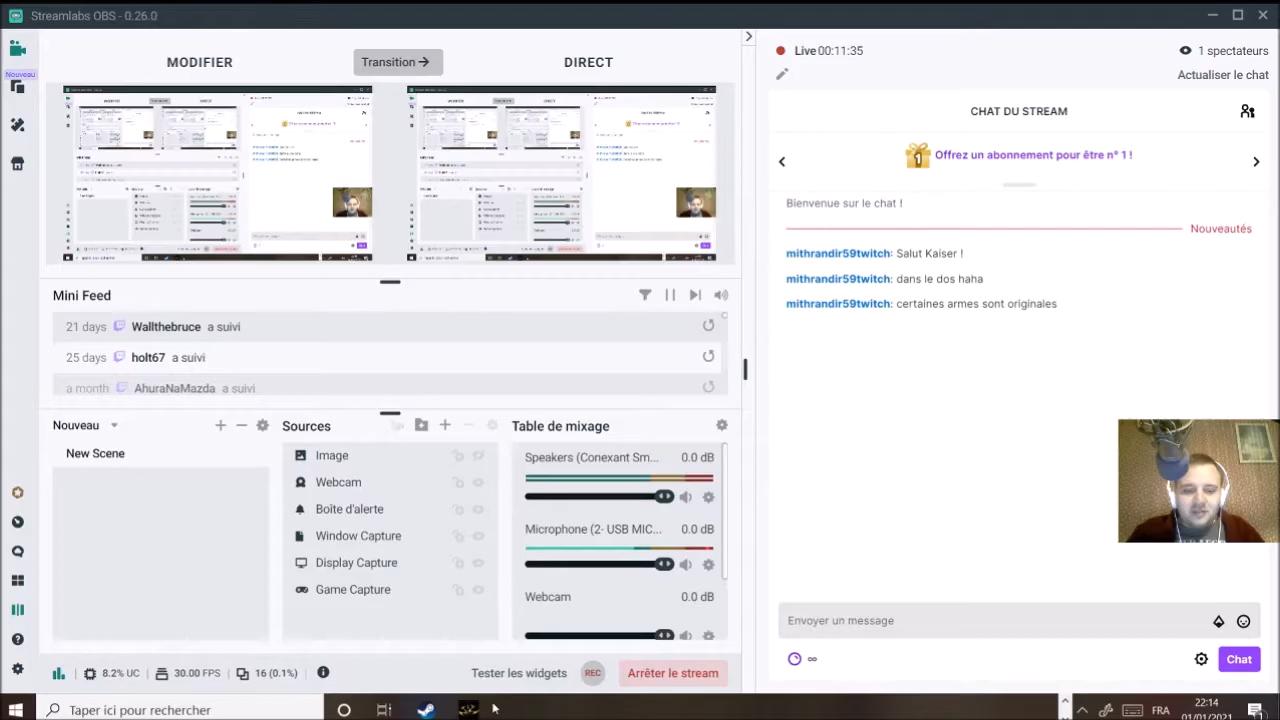 Streamlabs OBS - 0.26.0
Nouveau
MODIFIER
Transition
DIRECT
Mini Feed
21 days Wallthebruce a suivi
25 days holt67 a suivi
a month AhuraNaMazda a suivi
Nouveau
New Scene
Sources
Image
Webcam
Boîte d'alerte
Window Capture
Display Capture
Game Capture
Table de mixage
Speakers (Conexant Sm... 0.0 dB
Microphone (2- USB MIC... 0.0 dB
Webcam 0.0 dB
8.2% UC
30.00 FPS
16 (0.1%)
Tester les widgets
REC
Arrêter le stream
Live 00:11:35
1 spectateurs
Actualiser le chat
CHAT DU STREAM
1
Offrez un abonnement pour être n° 1 !
Bienvenue sur le chat !
Nouveautés
mithrandir59twitch: Salut Kaiser !
mithrandir59twitch: dans le dos haha
mithrandir59twitch: certaines armes sont originales
Envoyer un message
∞
Chat
Taper ici pour rechercher
FRA
22:14
01/01/2021